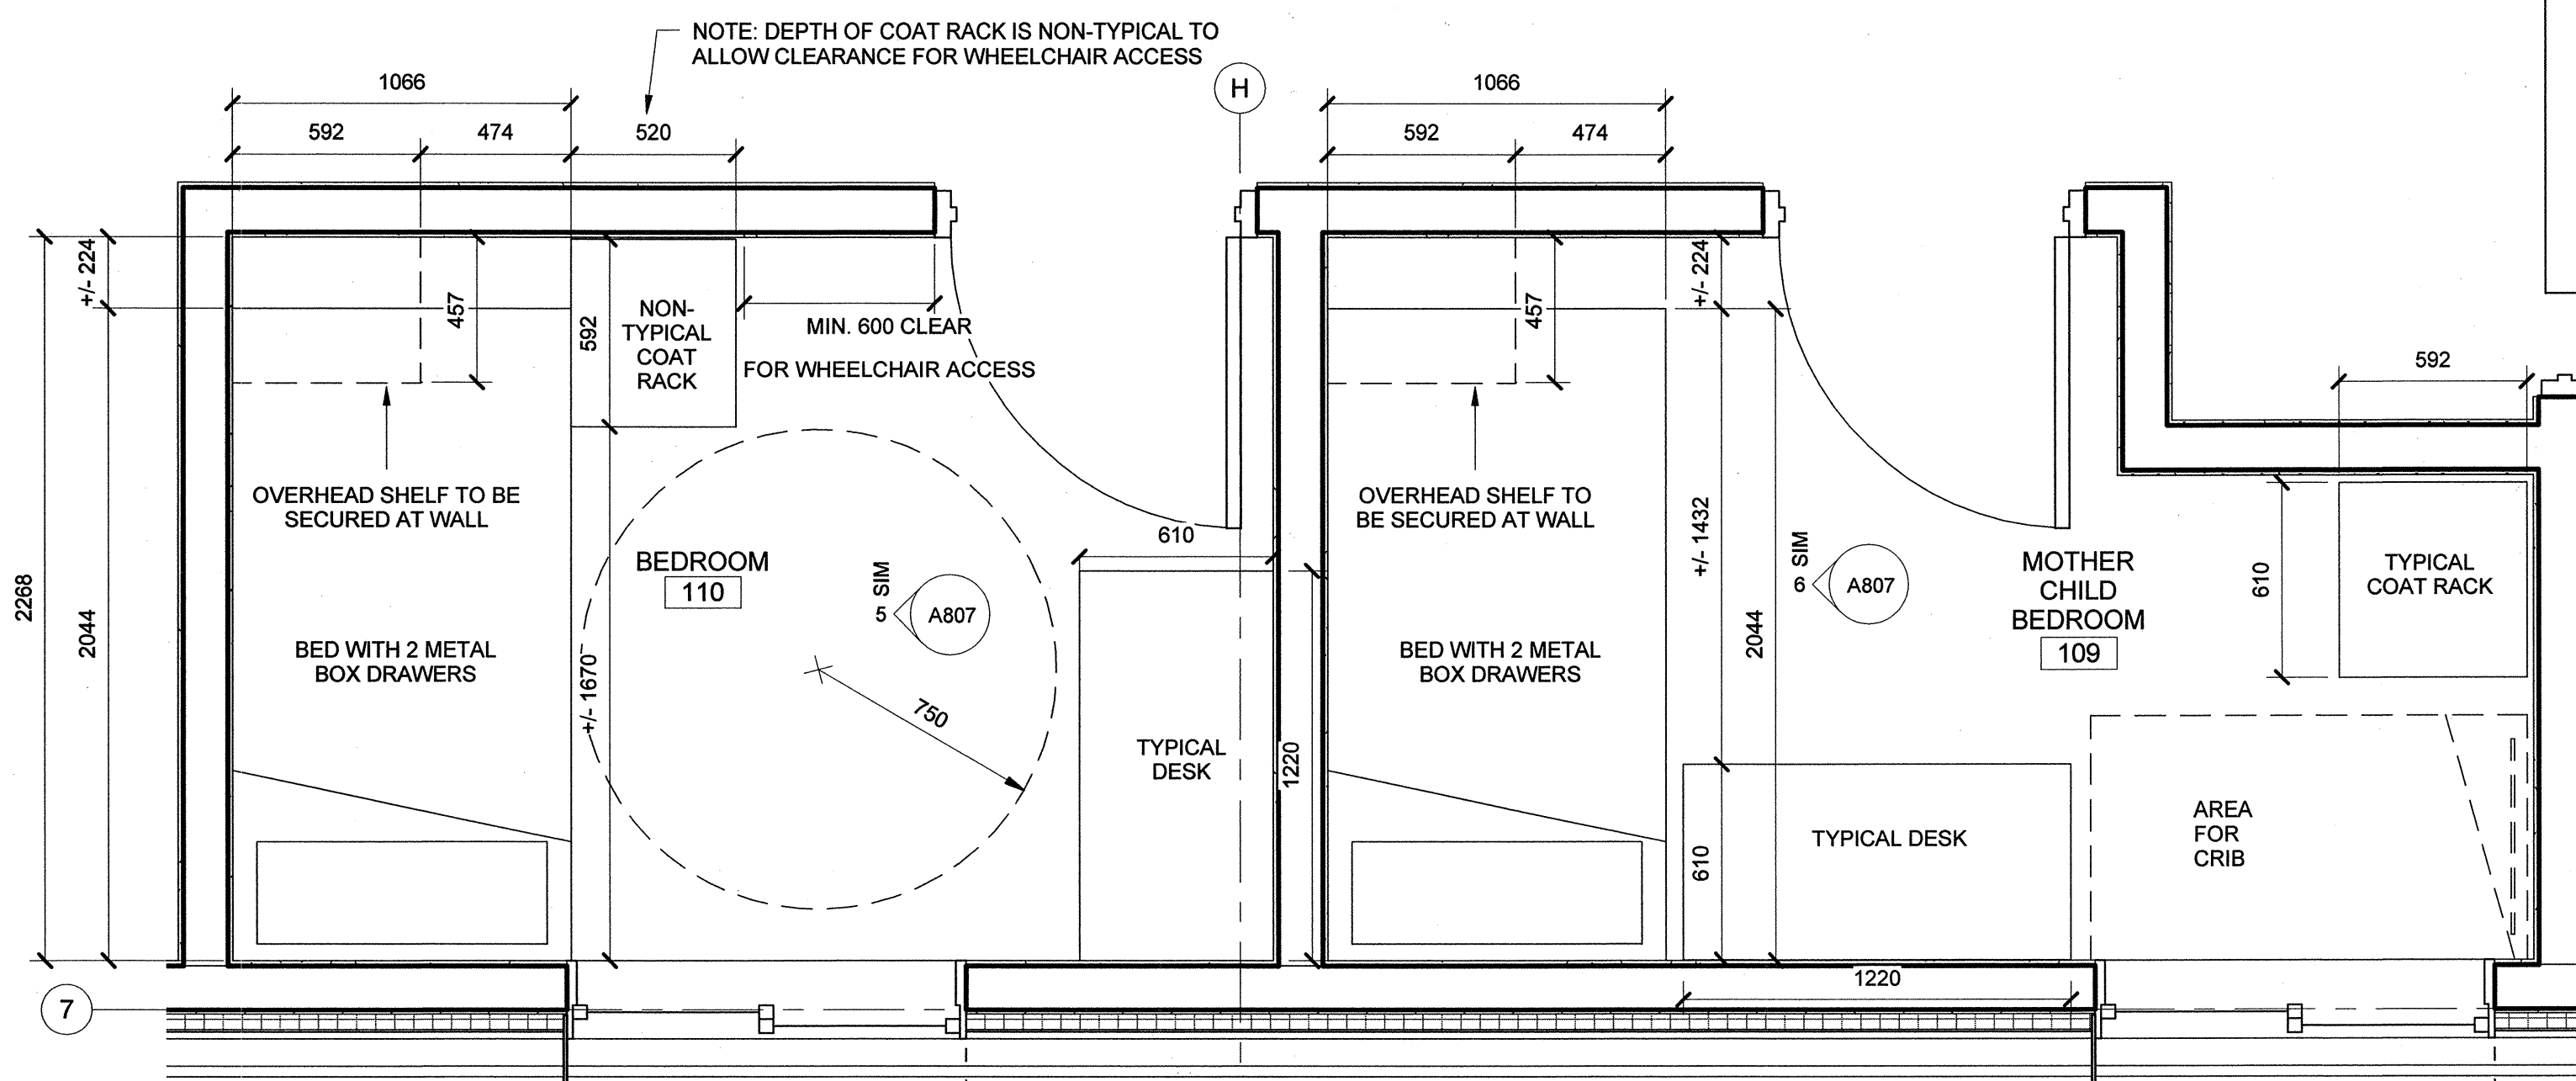 NOTE: DEPTH OF COAT RACK IS NON-TYPICAL TO
ALLOW CLEARANCE FOR WHEELCHAIR ACCESS
1066
592
474
520
H
1066
592
474
+/- 224
2268
2044
457
592
NON-
TYPICAL
COAT
RACK
MIN. 600 CLEAR
FOR WHEELCHAIR ACCESS
OVERHEAD SHELF TO BE
SECURED AT WALL
BEDROOM
110
SIM
5
A807
610
BED WITH 2 METAL
BOX DRAWERS
+/- 1670
750
TYPICAL
DESK
1220
457
+/- 224
OVERHEAD SHELF TO
BE SECURED AT WALL
+/- 1432
2044
SIM
6
A807
BED WITH 2 METAL
BOX DRAWERS
MOTHER
CHILD
BEDROOM
109
592
610
TYPICAL
COAT RACK
610
TYPICAL DESK
AREA
FOR
CRIB
1220
7